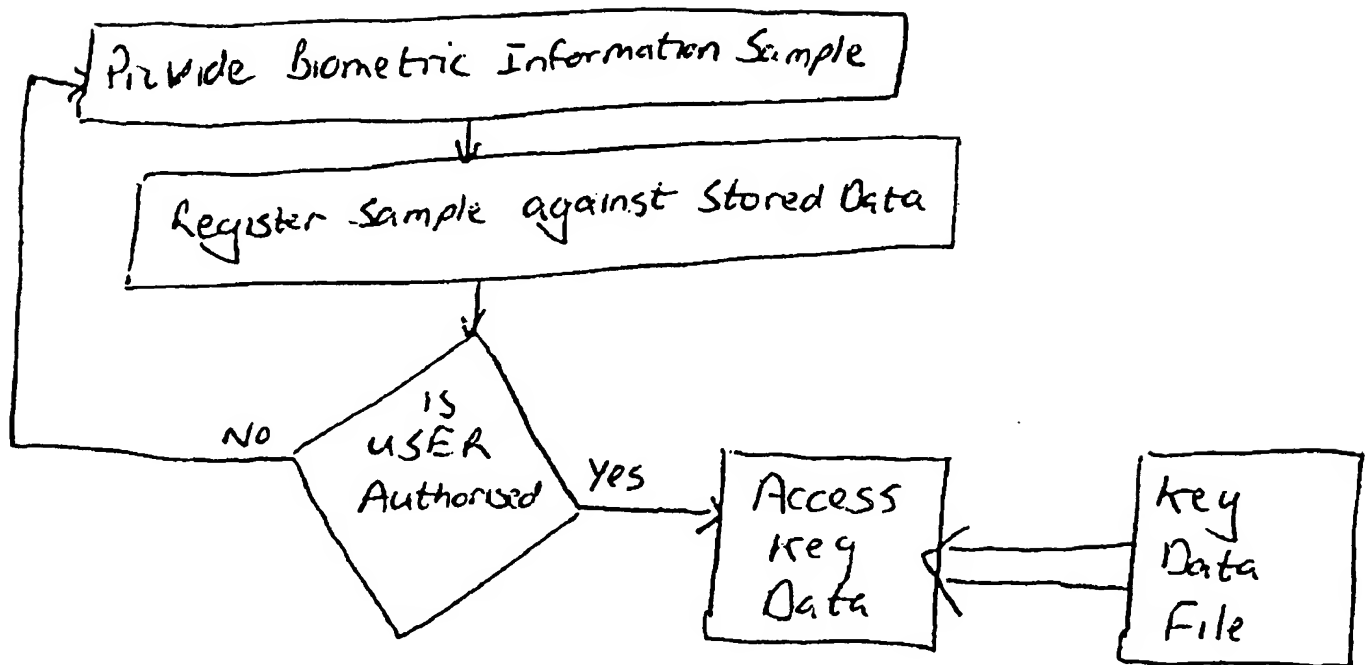 Provide Biometric Information Sample
Register Sample against Stored Data
is
USER
Authorised
No
Yes
Access
Key
Data
Key
Data
File